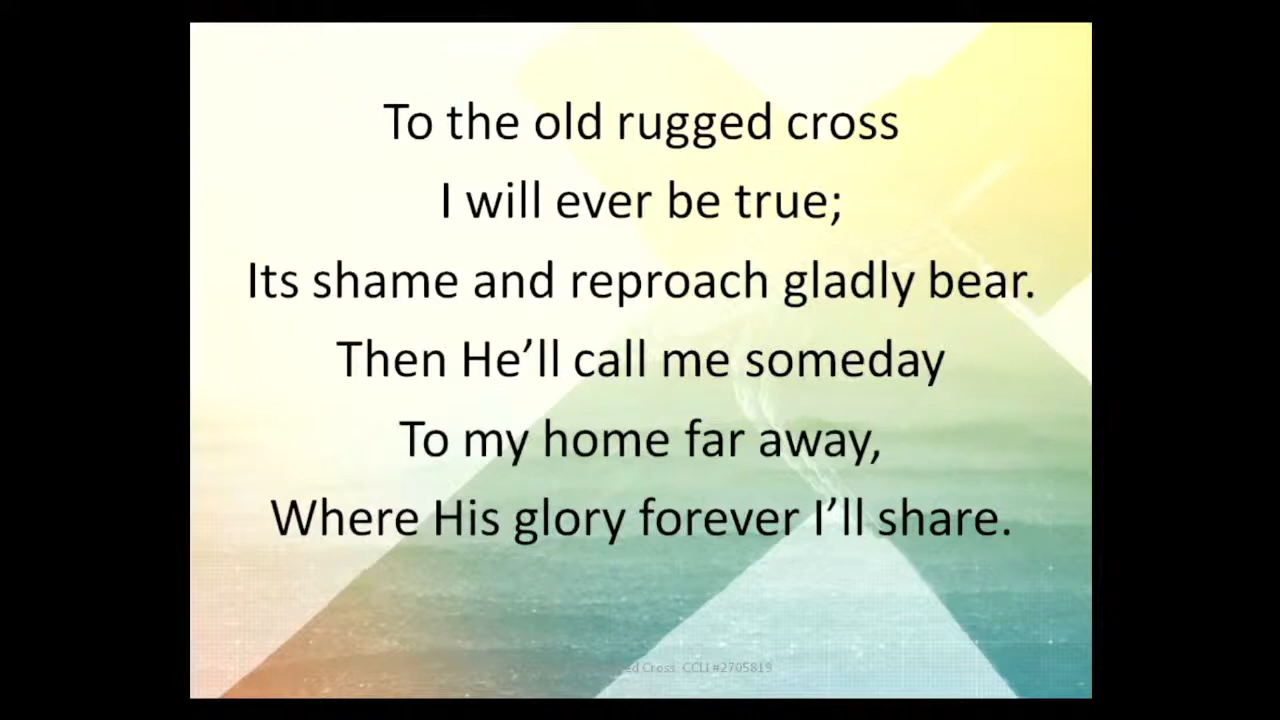 To the old rugged cross
I will ever be true;
Its shame and reproach gladly bear.
Then He’ll call me someday
To my home far away,
Where His glory forever I’ll share.
Cross CCLI #2705819